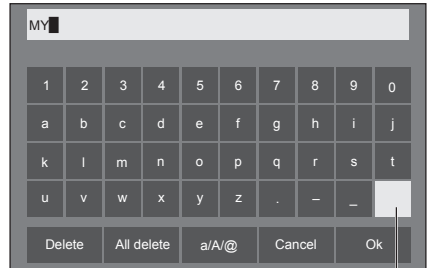 MY
1 2 3 4 5 6 7 8 9 0
a b c d e f g h i j
k l m n o p q r s t
u v w x y z . – _
Delete All delete a/A/@ Cancel Ok